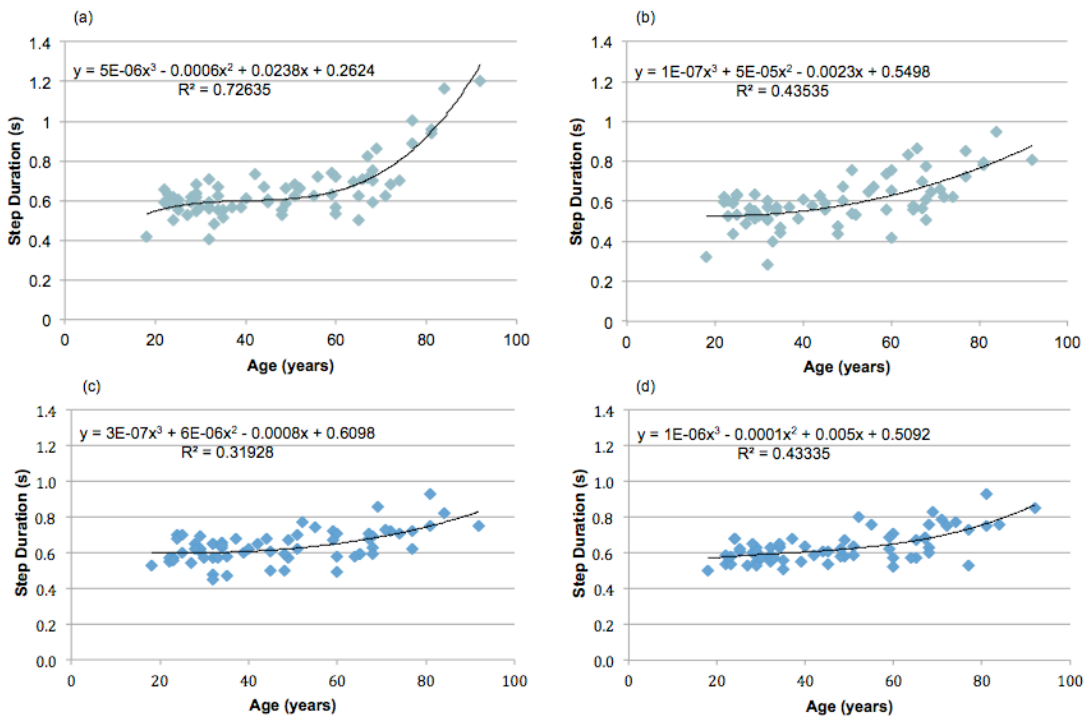 (a)
1.4
y = 5E-06x³ - 0.0006x² + 0.0238x + 0.2624
R² = 0.72635
1.2
1
0.8
0.6
0.4
0.2
0
Step Duration (s)
0 20 40 60 80 100
Age (years)
(b)
1.4
y = 1E-07x³ + 5E-05x² - 0.0023x + 0.5498
R² = 0.43535
1.2
1
0.8
0.6
0.4
0.2
0
Step Duration (s)
0 20 40 60 80 100
Age (years)
(c)
1.4
y = 3E-07x³ + 6E-06x² - 0.0008x + 0.6098
R² = 0.31928
1.2
1.0
0.8
0.6
0.4
0.2
0.0
Step Duration (s)
0 20 40 60 80 100
Age (years)
(d)
1.4
y = 1E-06x³ - 0.0001x² + 0.005x + 0.5092
R² = 0.43335
1.2
1.0
0.8
0.6
0.4
0.2
0.0
Step Duration (s)
0 20 40 60 80 100
Age (years)